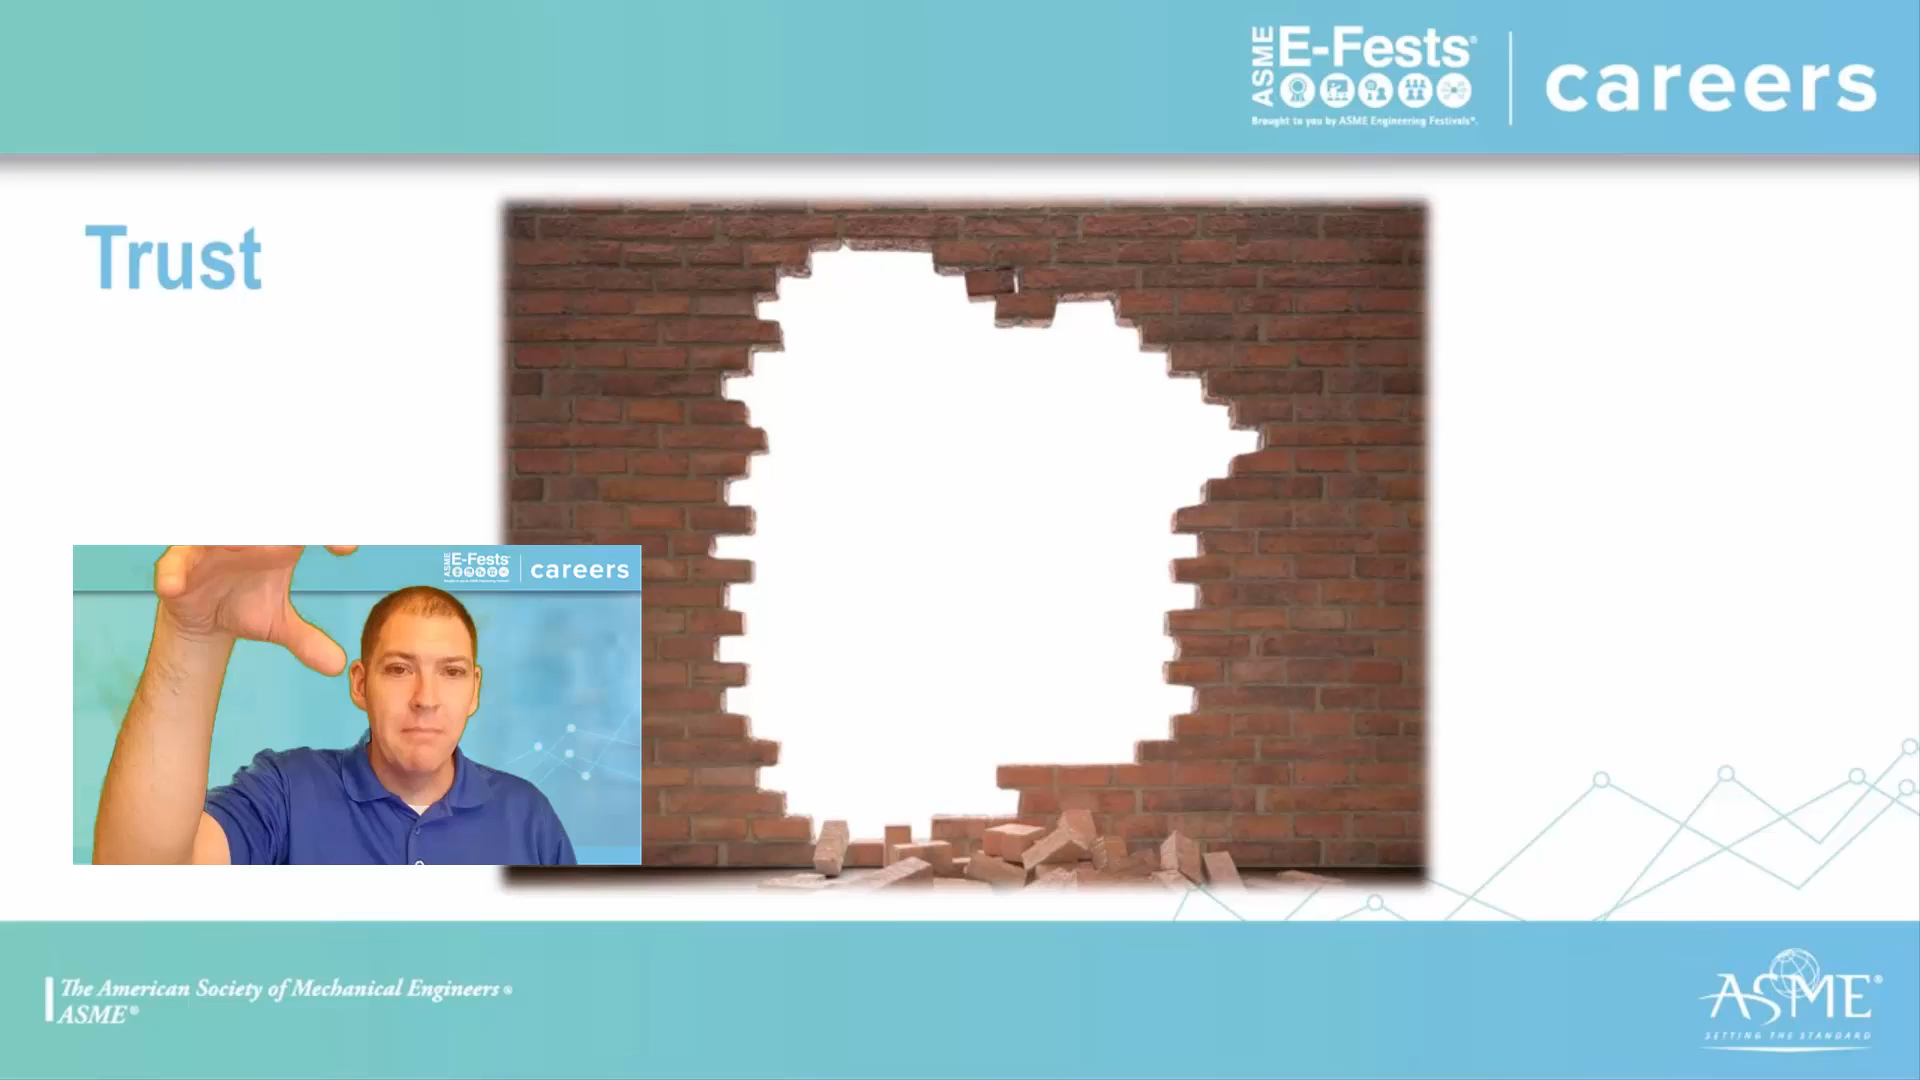 ASME E-Fests®
careers
Brought to you by ASME Engineering Festivals®.
Trust
ASME E-Fests
careers
The American Society of Mechanical Engineers®
ASME®
ASME®
SETTING THE STANDARD